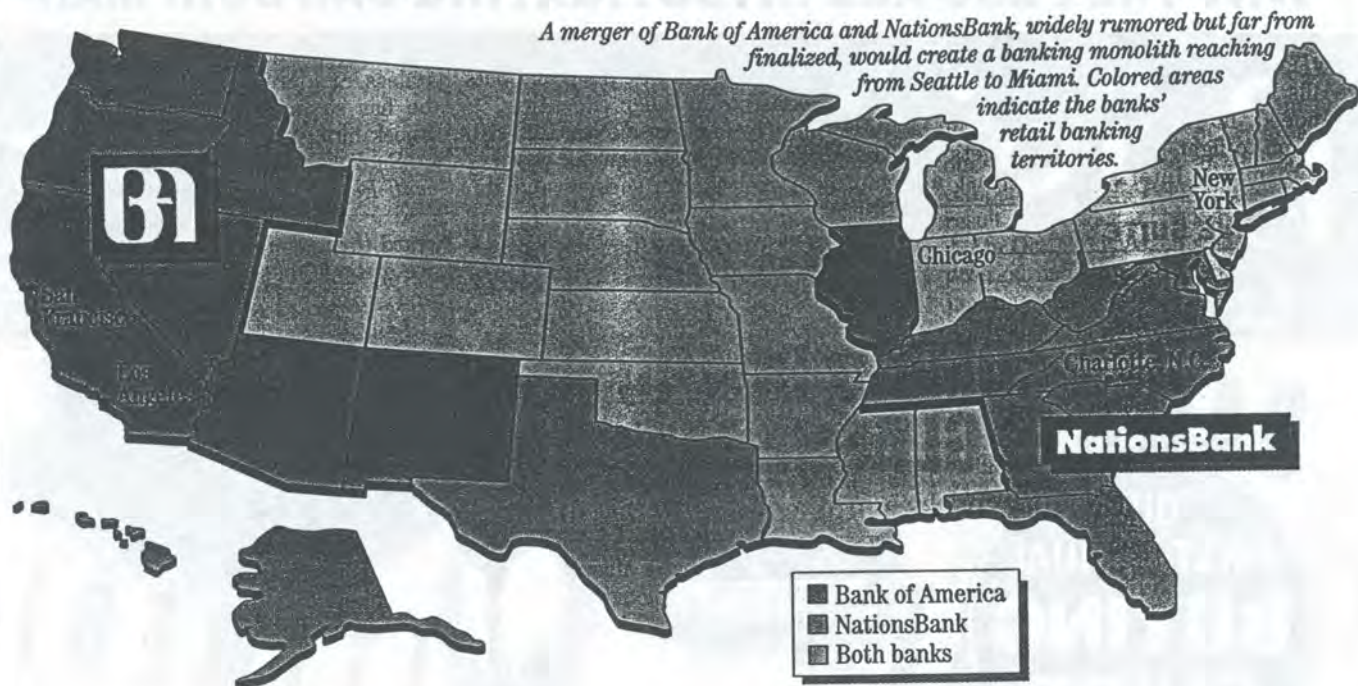 A merger of Bank of America and NationsBank, widely rumored but far from
finalized, would create a banking monolith reaching
from Seattle to Miami. Colored areas
indicate the banks'
retail banking
territories.
BA
New
York
Chicago
San
Francisco
Los
Angeles
Charlotte, N.C.
NationsBank
Bank of America
NationsBank
Both banks